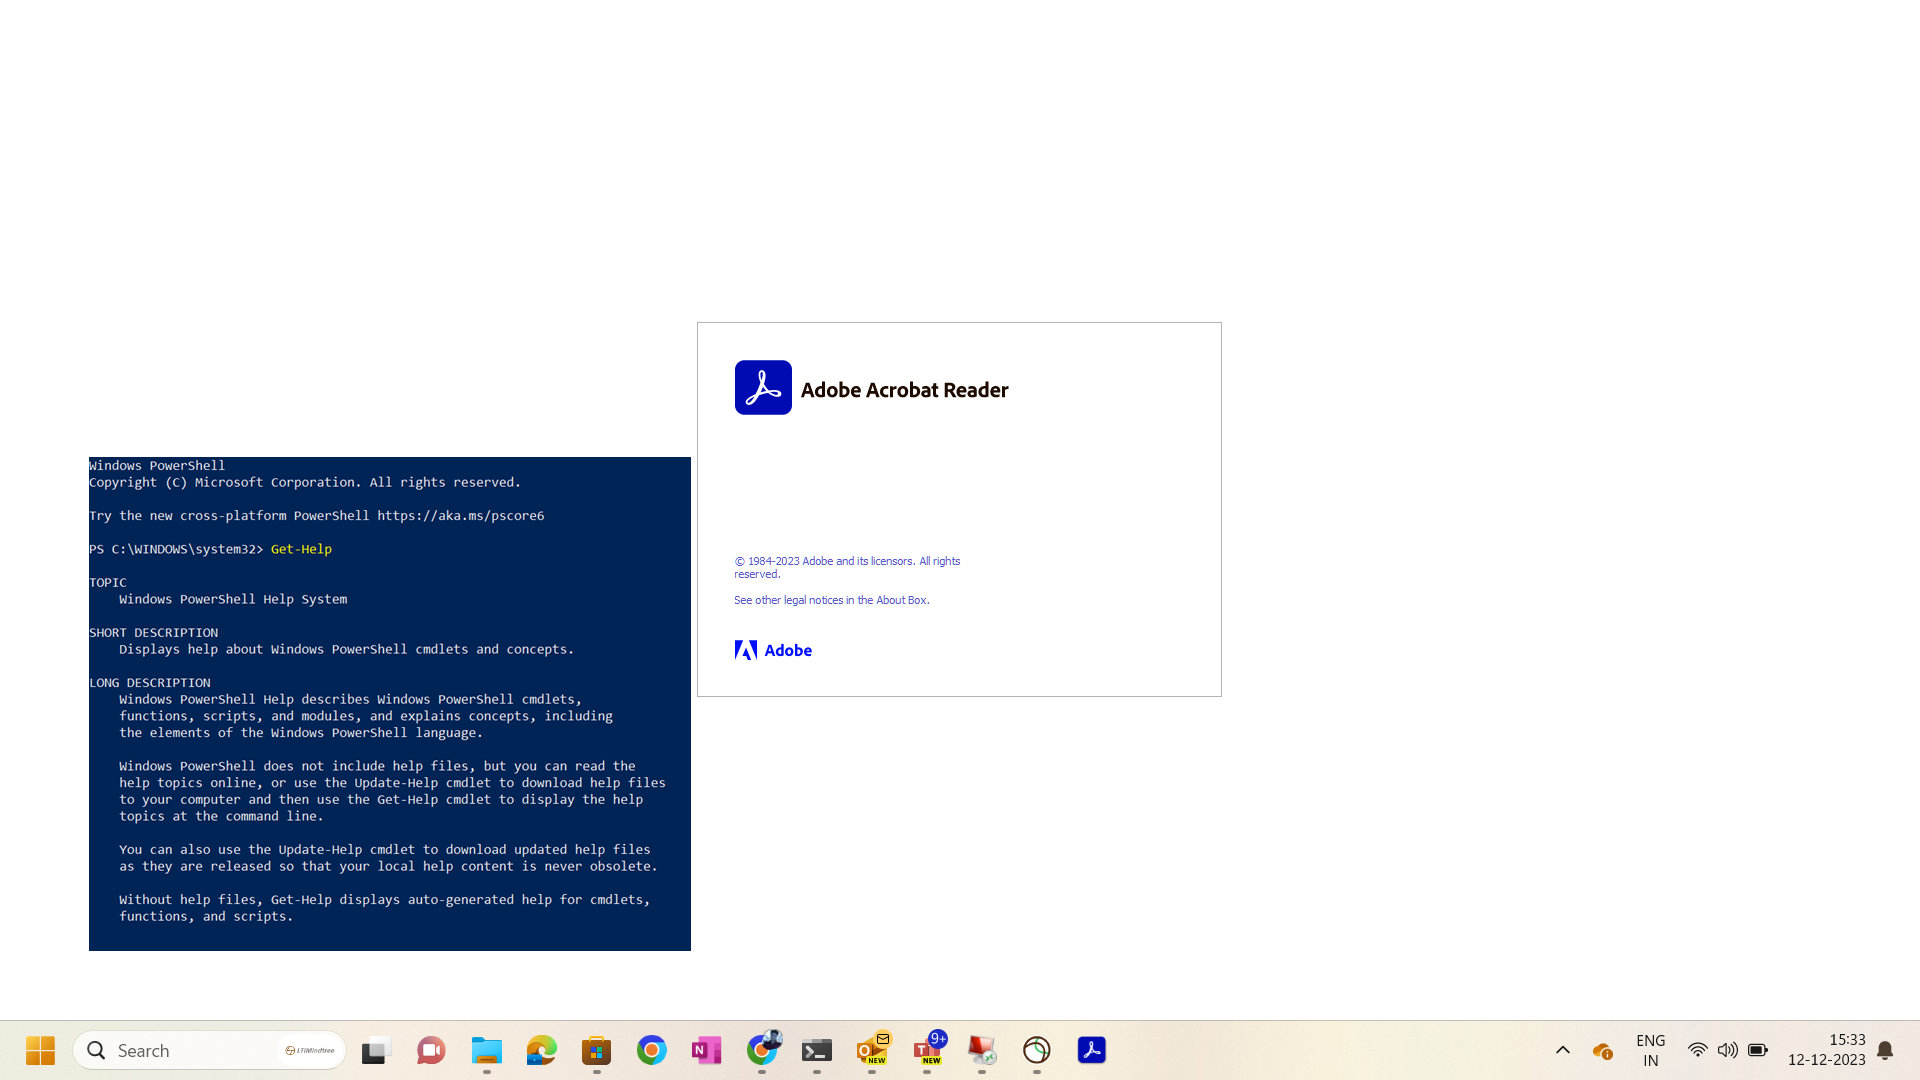 Adobe Acrobat Reader
Windows PowerShell
Copyright (C) Microsoft Corporation. All rights reserved.
Try the new cross-platform PowerShell https://aka.ms/pscore6
PS C:\WINDOWS\system32> Get-Help
TOPIC
Windows PowerShell Help System
SHORT DESCRIPTION
Displays help about Windows PowerShell cmdlets and concepts.
LONG DESCRIPTION
Windows PowerShell Help describes Windows PowerShell cmdlets,
functions, scripts, and modules, and explains concepts, including
the elements of the Windows PowerShell language.
Windows PowerShell does not include help files, but you can read the
help topics online, or use the Update-Help cmdlet to download help files
to your computer and then use the Get-Help cmdlet to display the help
topics at the command line.
You can also use the Update-Help cmdlet to download updated help files
as they are released so that your local help content is never obsolete.
Without help files, Get-Help displays auto-generated help for cmdlets,
functions, and scripts.
© 1984-2023 Adobe and its licensors. All rights
reserved.
See other legal notices in the About Box.
Adobe
Search
LTIMindtree
N
O
NEW
T
9+
NEW
ENG
IN
15:33
12-12-2023